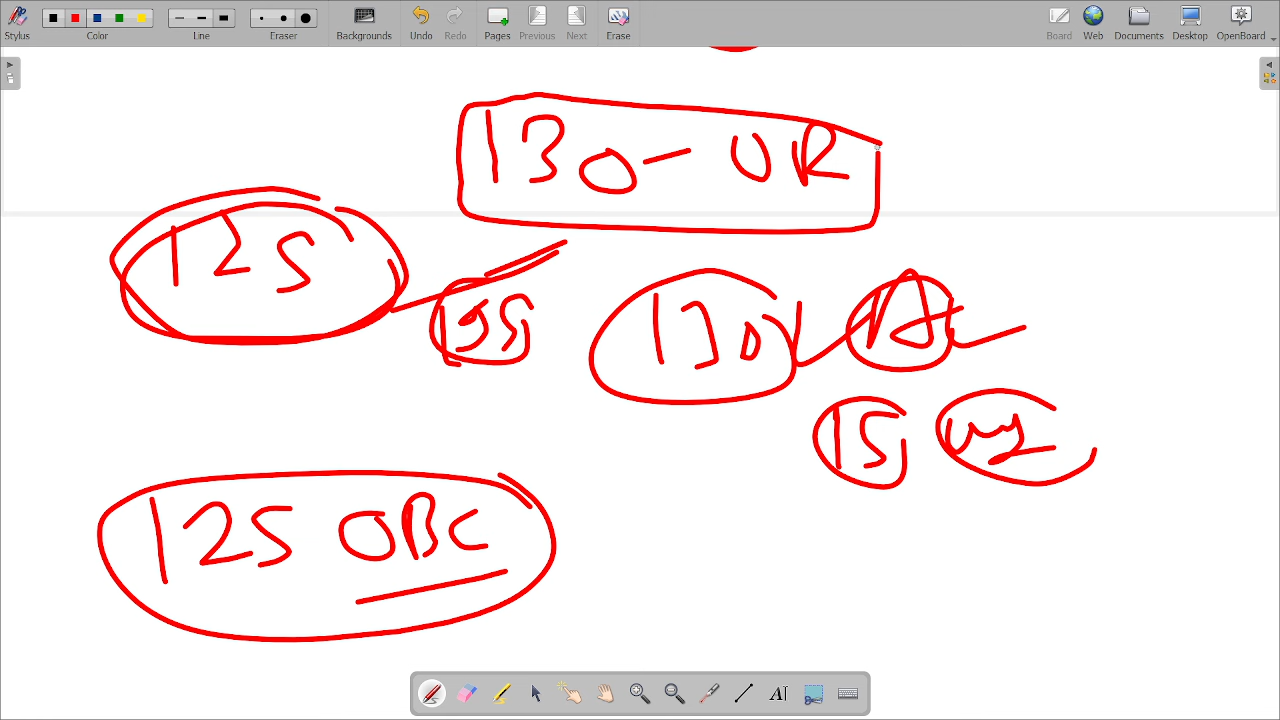 Stylus Color Line Eraser Backgrounds Undo Redo Pages Previous Next Erase Board Web Documents Desktop OpenBoard
130 - UR
125
135 130
15
125 OBC